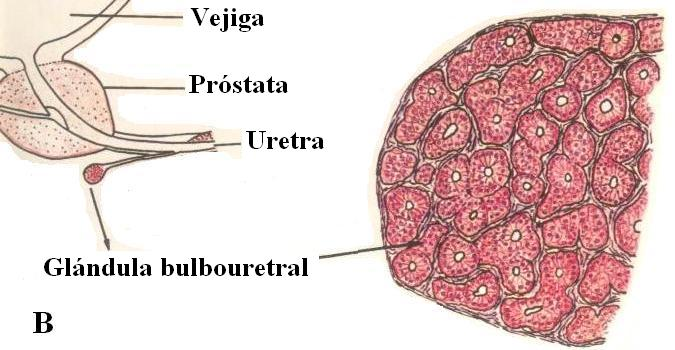 Vejiga
Próstata
Uretra
Glándula bulbouretral
B